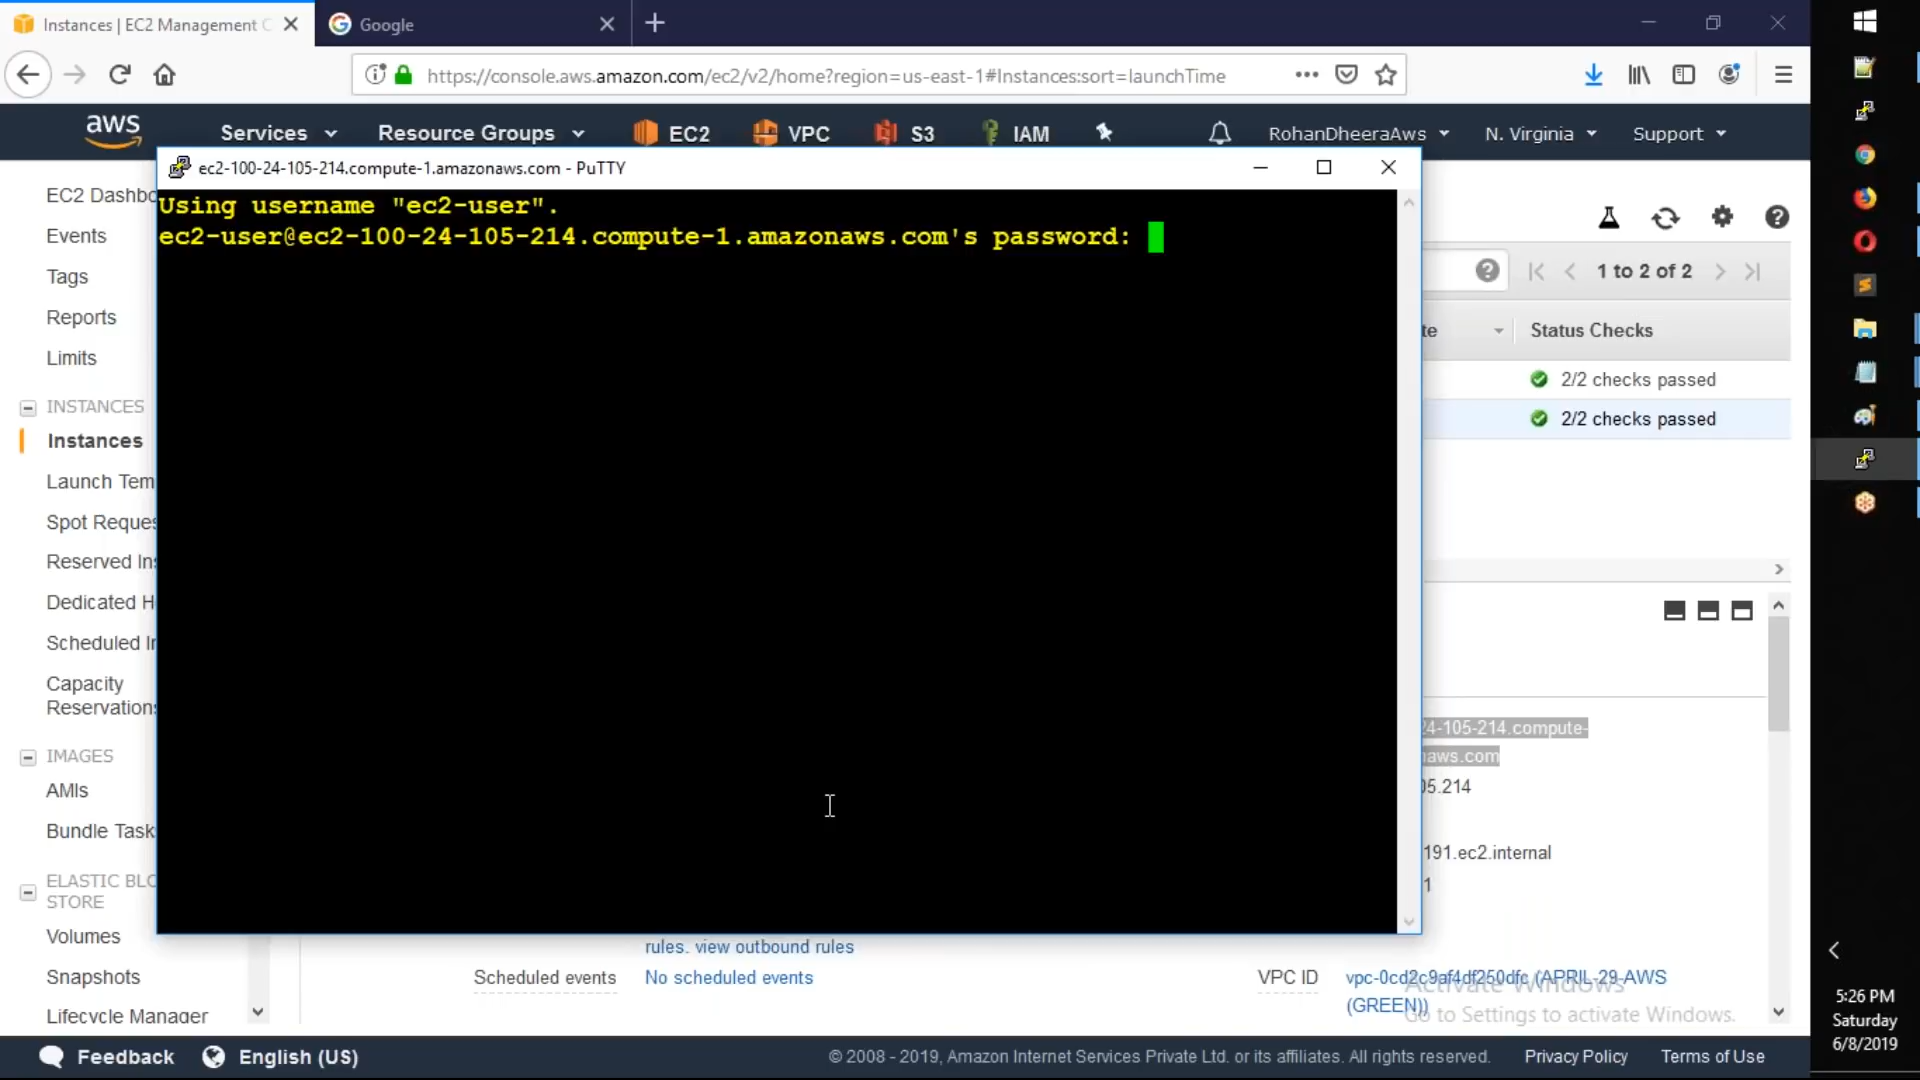 Instances | EC2 Management C
Google
https://console.aws.amazon.com/ec2/v2/home?region=us-east-1#Instances:sort=launchTime
aws
Services
Resource Groups
EC2
VPC
S3
IAM
RohanDheeraAws
N. Virginia
Support
ec2-100-24-105-214.compute-1.amazonaws.com - PuTTY
Using username "ec2-user".
ec2-user@ec2-100-24-105-214.compute-1.amazonaws.com's password:
EC2 Dashbo
Events
Tags
Reports
Limits
INSTANCES
Instances
Launch Tem
Spot Reque
Reserved Ins
Dedicated H
Scheduled In
Capacity
Reservations
IMAGES
AMIs
Bundle Task
ELASTIC BLO
STORE
Volumes
Snapshots
Lifecycle Manager
1 to 2 of 2
te
Status Checks
2/2 checks passed
2/2 checks passed
24-105-214.compute-
naws.com
05.214
191.ec2.internal
1
rules. view outbound rules
Scheduled events
No scheduled events
VPC ID
vpc-0cd2c9af4df250dfc (APRIL-29-AWS
(GREEN))
Activate Windows
Go to Settings to activate Windows.
Feedback
English (US)
© 2008 - 2019, Amazon Internet Services Private Ltd. or its affiliates. All rights reserved.
Privacy Policy
Terms of Use
5:26 PM
Saturday
6/8/2019